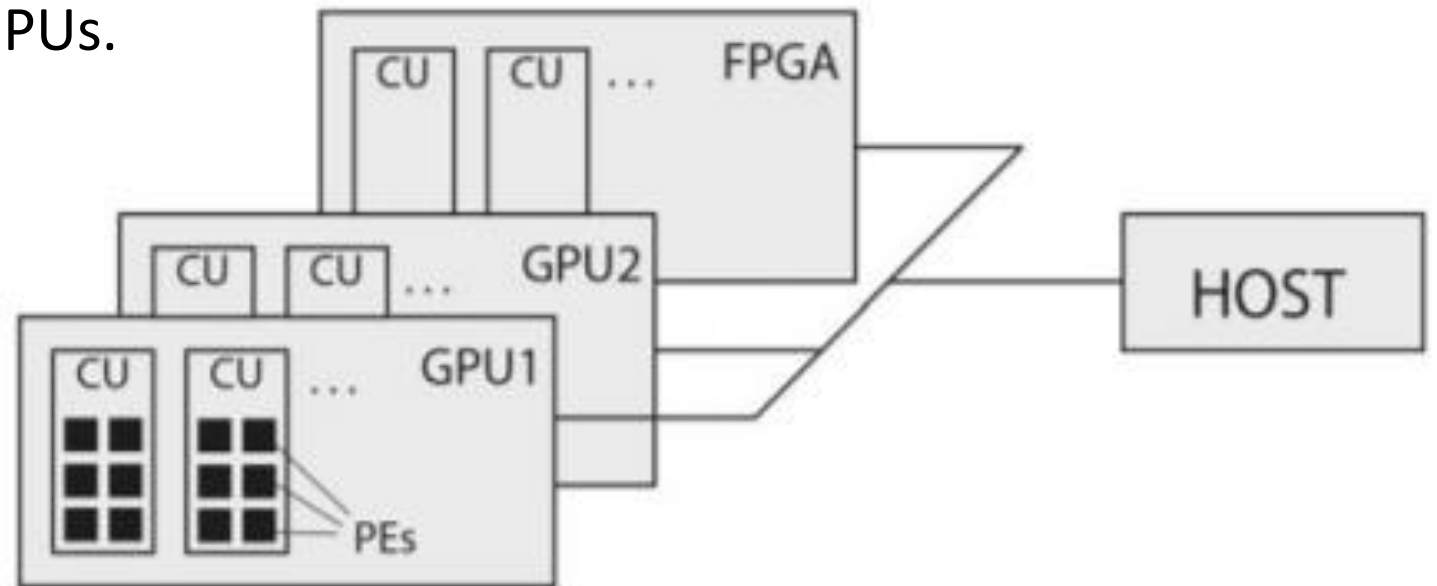 PUs.
CU CU ... FPGA
CU CU ... GPU2
HOST
CU CU ... GPU1
PEs